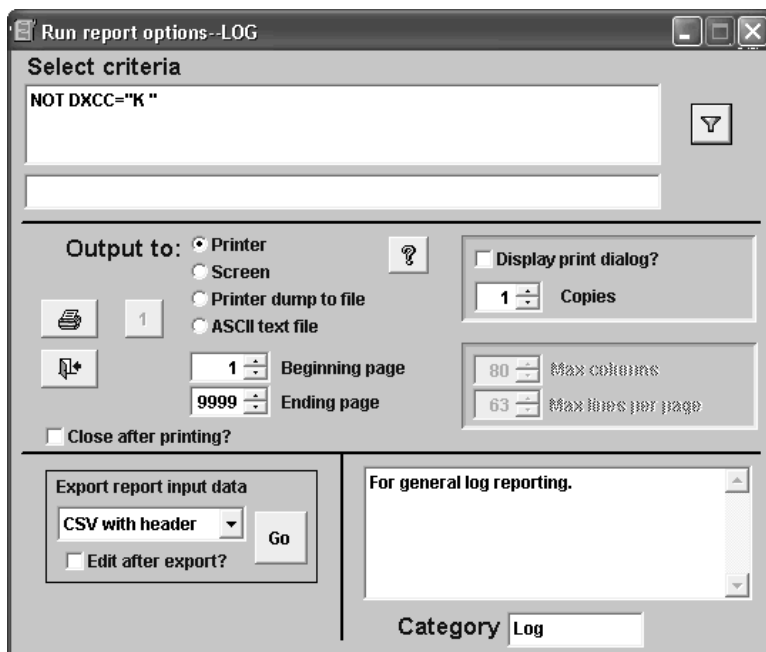 Run report options--LOG
Select criteria
NOT DXCC="K "
Output to:
Printer
Screen
Printer dump to file
ASCII text file
?
Display print dialog?
1 Copies
1
1 Beginning page
9999 Ending page
80 Max columns
63 Max lines per page
Close after printing?
Export report input data
CSV with header
Go
Edit after export?
For general log reporting.
Category Log